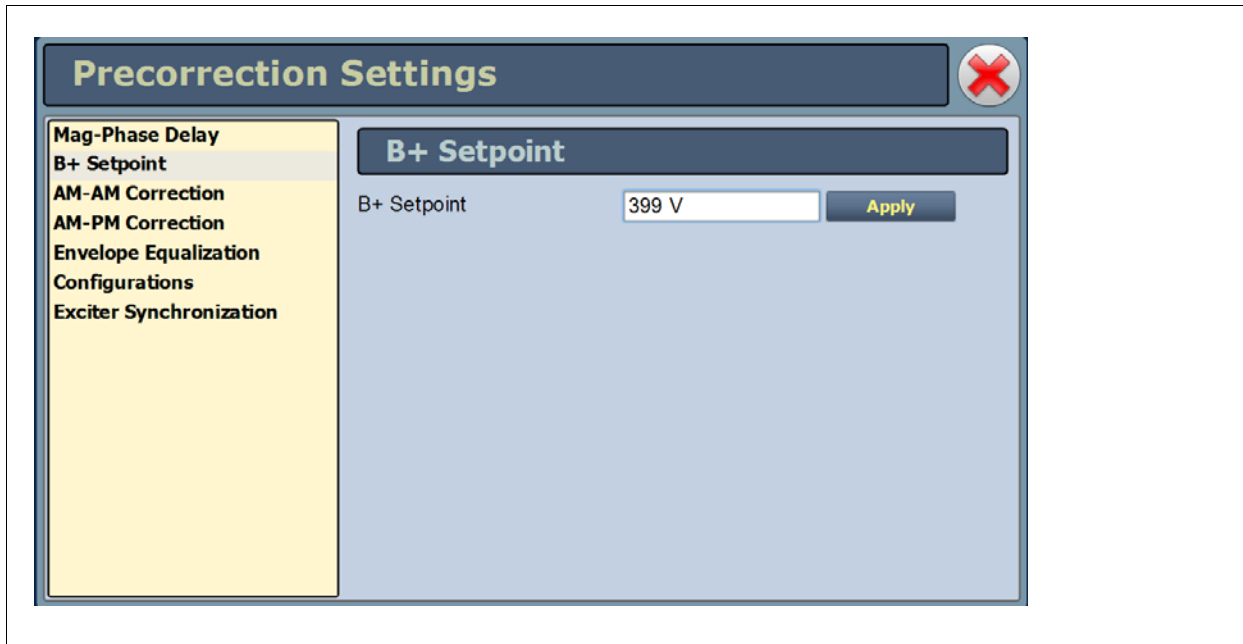 Precorrection Settings
Mag-Phase Delay
B+ Setpoint
AM-AM Correction
AM-PM Correction
Envelope Equalization
Configurations
Exciter Synchronization
B+ Setpoint
B+ Setpoint 399 V Apply